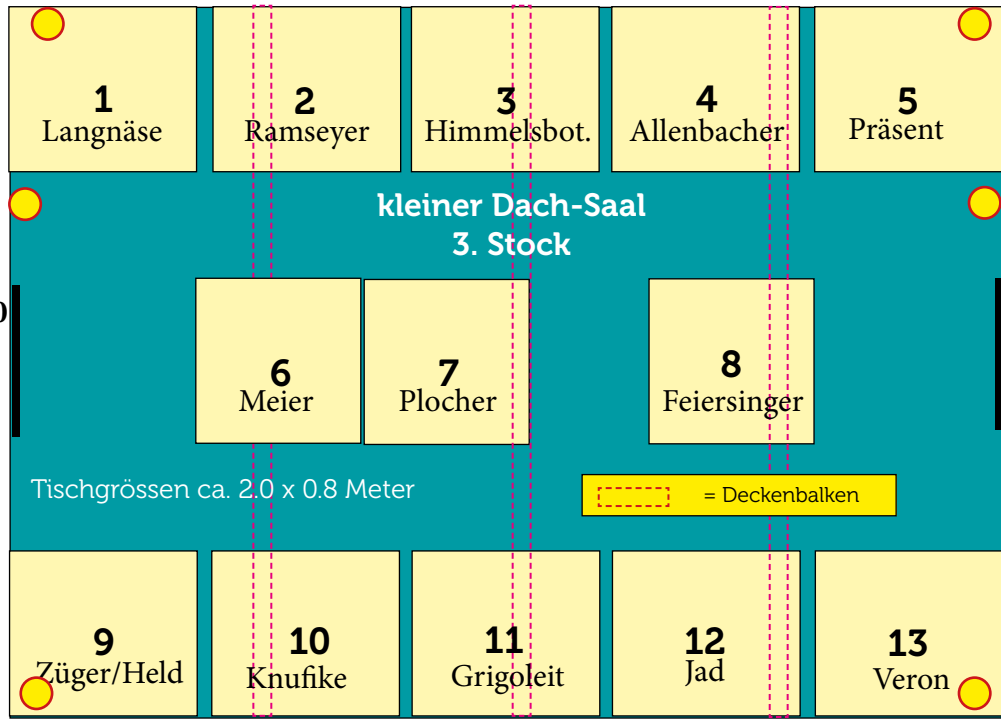 1
Langnäse
2
Ramseyer
3
Himmelsbot.
4
Allenbacher
5
Präsent
kleiner Dach-Saal
3. Stock
6
Meier
7
Plocher
8
Feiersinger
Tischgrössen ca. 2.0 x 0.8 Meter
= Deckenbalken
9
Züger/Held
10
Knufike
11
Grigoleit
12
Jad
13
Veron